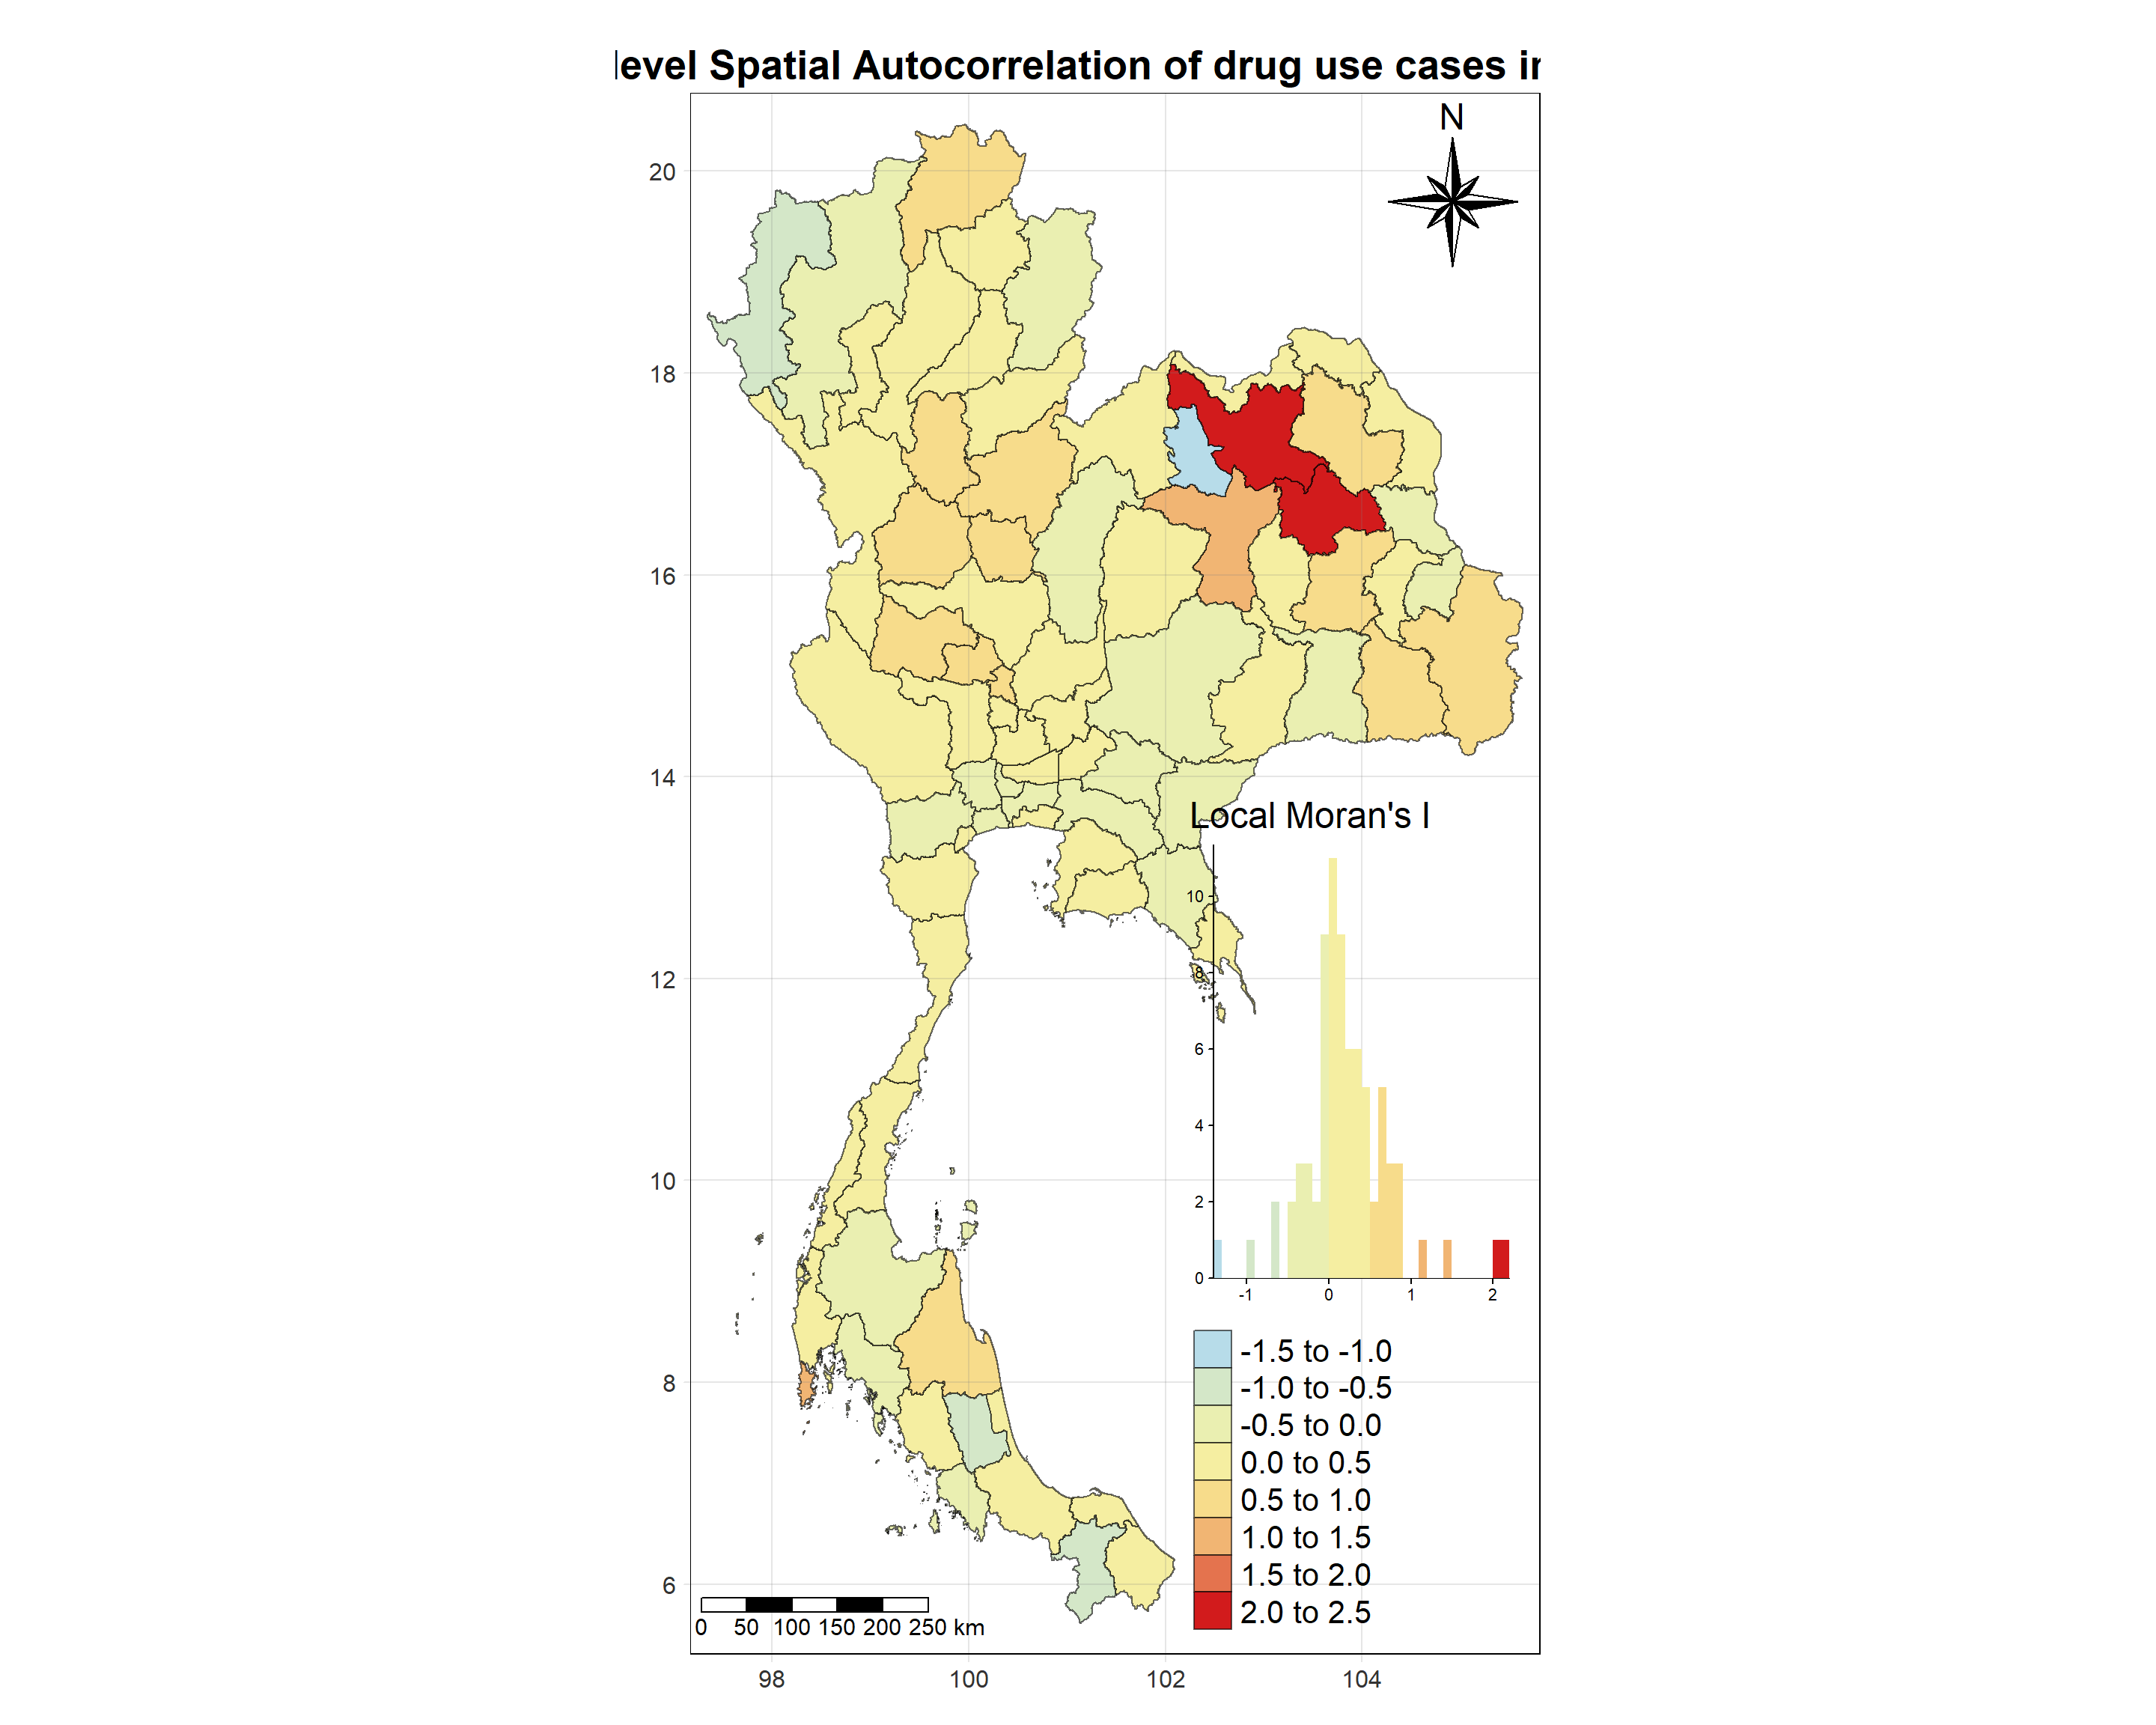 level Spatial Autocorrelation of drug use cases in
N
20
18
16
14
12
10
8
6
98 100 102 104
Local Moran's I
10
8
6
4
2
0
-1 0 1 2
-1.5 to -1.0
-1.0 to -0.5
-0.5 to 0.0
0.0 to 0.5
0.5 to 1.0
1.0 to 1.5
1.5 to 2.0
2.0 to 2.5
0 50 100 150 200 250 km